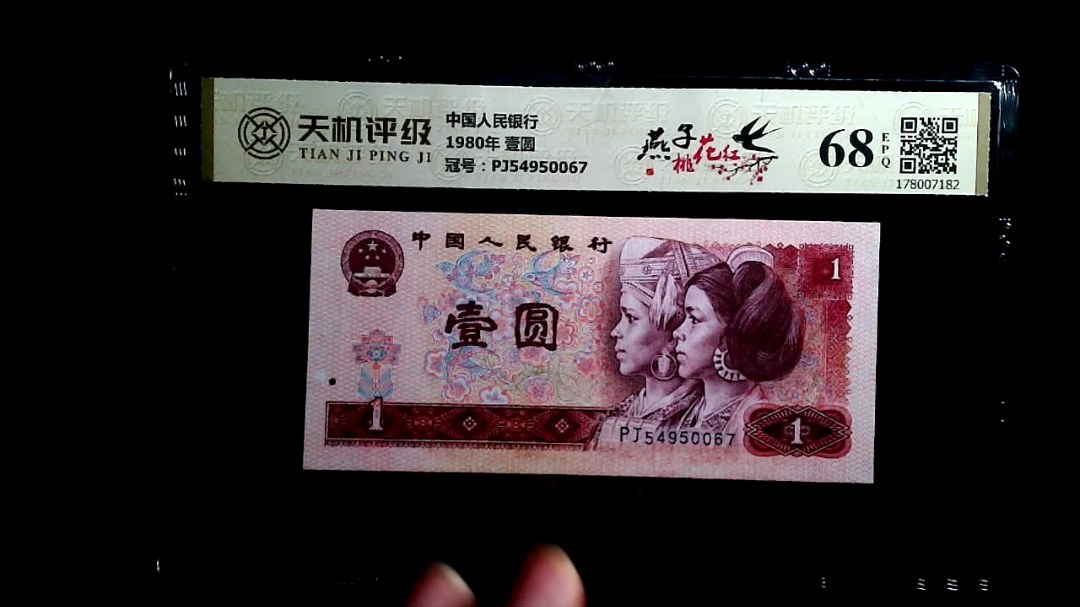 天机评级
TIAN JI PING JI
中国人民银行
1980年 壹圆
冠号：PJ54950067
燕子
桃花红
68
EPQ
178007182
中国人民银行
1
壹圆
1
PJ54950067
1